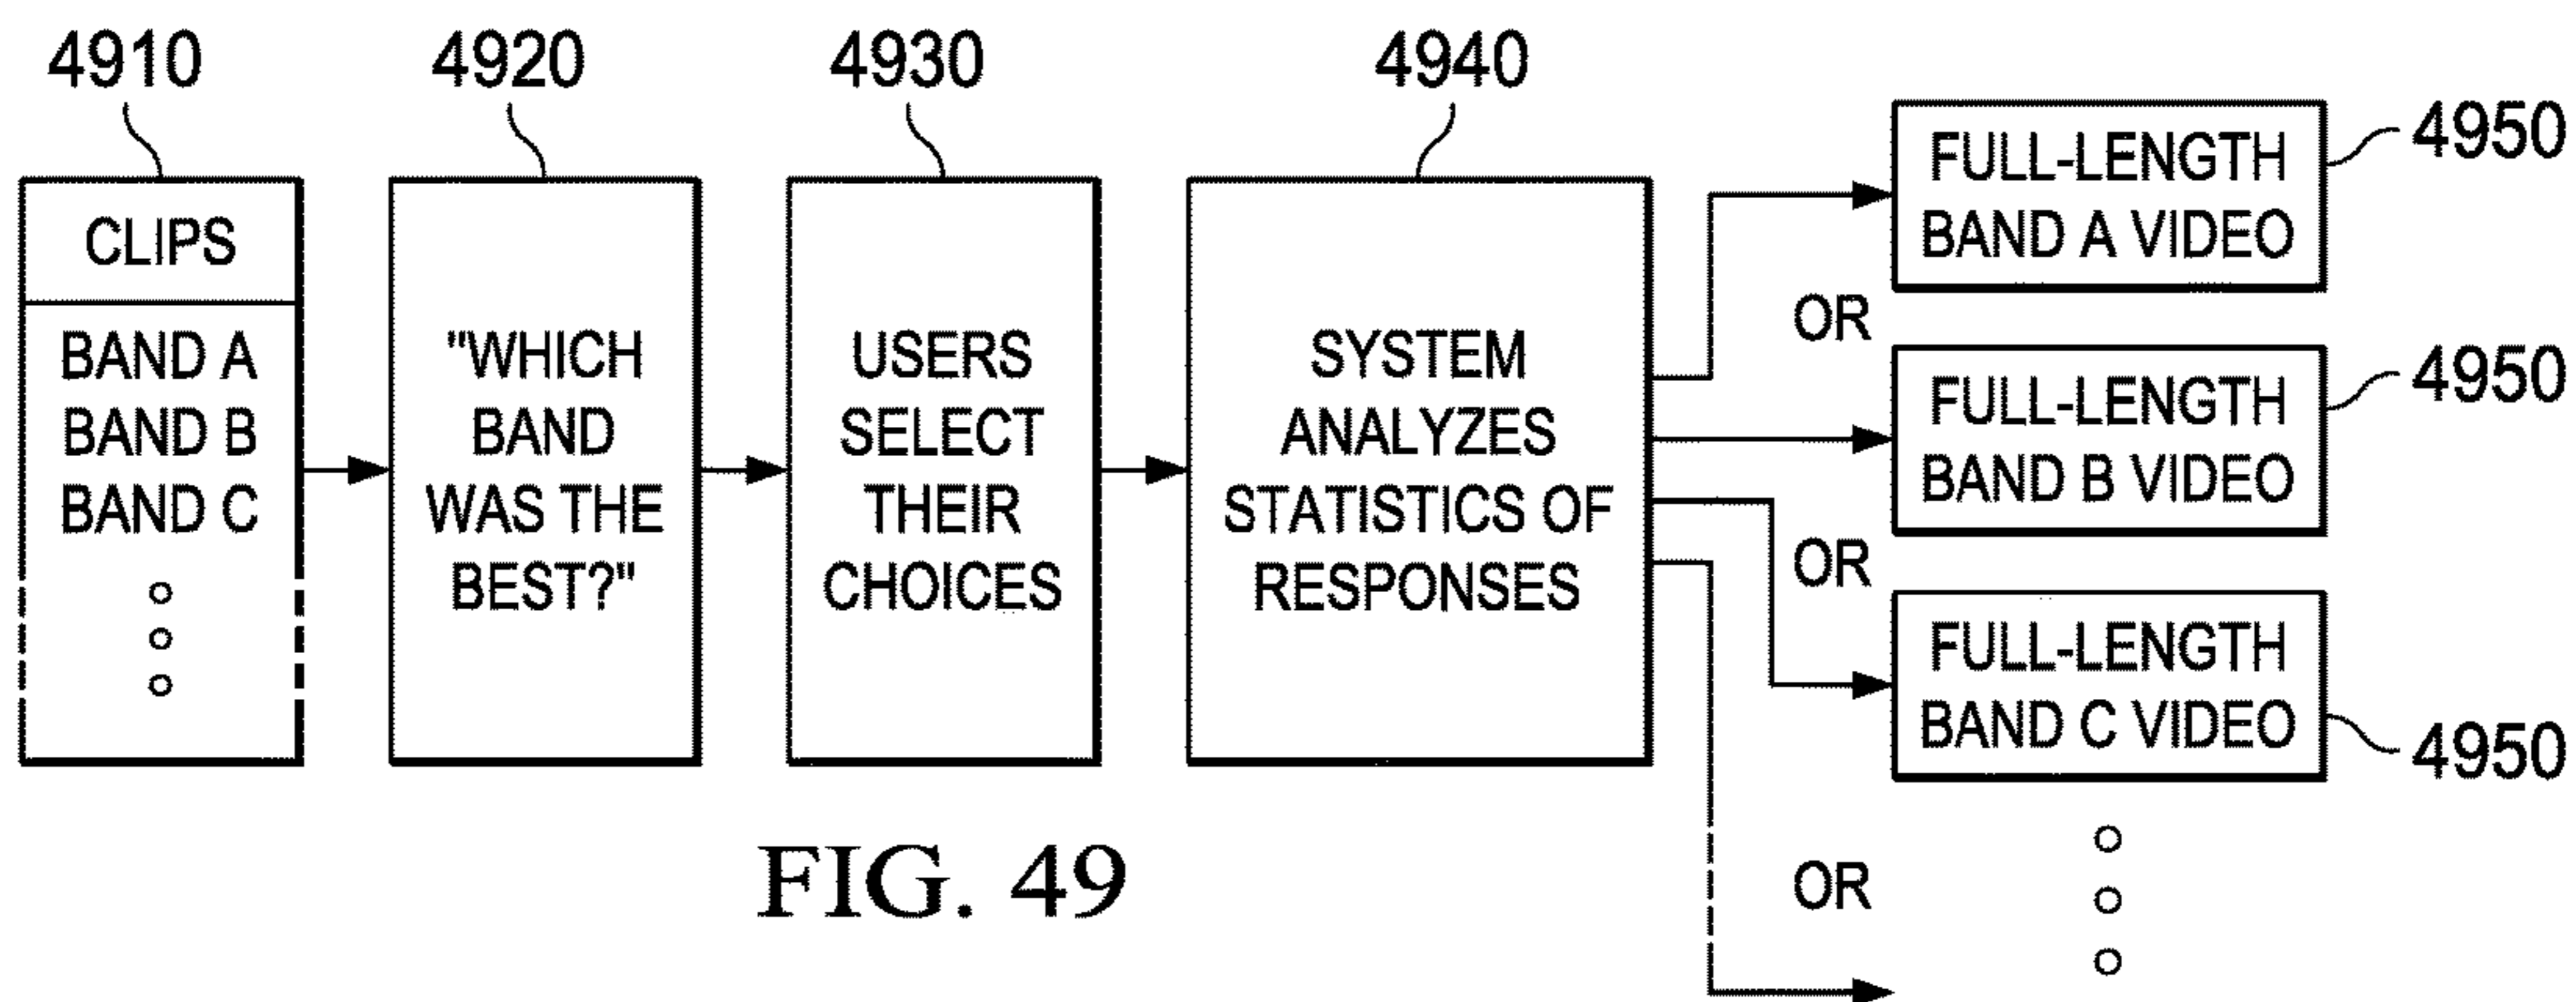 4910
4920
4930
4940
CLIPS
BAND A
BAND B
BAND C
"WHICH
BAND
WAS THE
BEST?"
USERS
SELECT
THEIR
CHOICES
SYSTEM
ANALYZES
STATISTICS OF
RESPONSES
FULL-LENGTH
BAND A VIDEO
4950
OR
FULL-LENGTH
BAND B VIDEO
4950
OR
FULL-LENGTH
BAND C VIDEO
4950
OR
FIG. 49